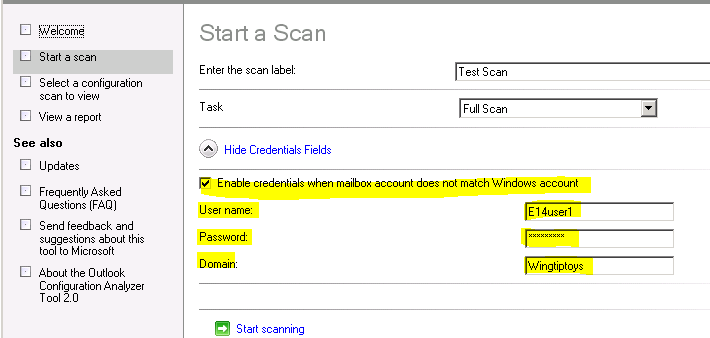 Welcome
Start a scan
Select a configuration
scan to view
View a report
See also
Updates
Frequently Asked
Questions (FAQ)
Send feedback and
suggestions about this
tool to Microsoft
About the Outlook
Configuration Analyzer
Tool 2.0
Start a Scan
Enter the scan label:
Test Scan
Task
Full Scan
Hide Credentials Fields
Enable credentials when mailbox account does not match Windows account
User name:
E14user1
Password:
*********
Domain:
Wingtiptoys
Start scanning